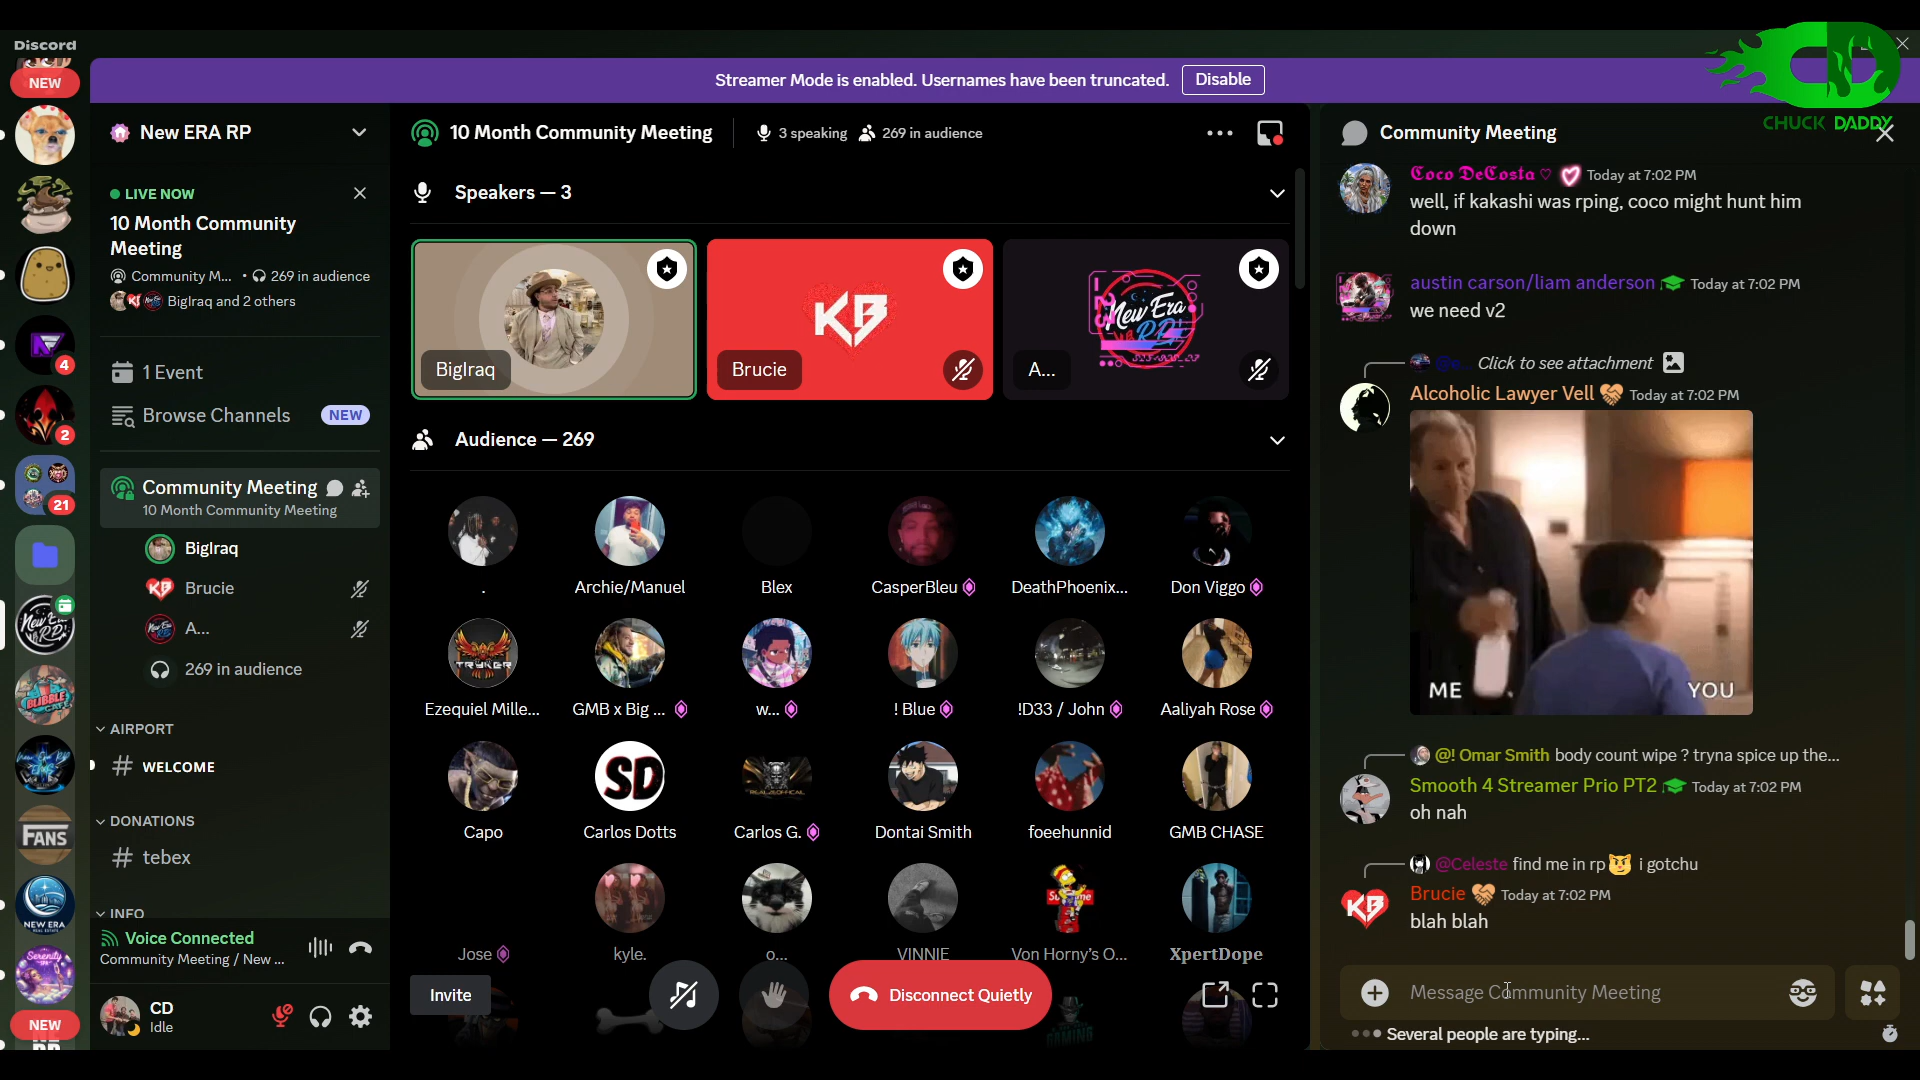 Discord
NEW
4
2
21
FANS
NEW ERA
NEW
Streamer Mode is enabled. Usernames have been truncated.
Disable
CHUCK DADDY
New ERA RP
LIVE NOW
10 Month Community
Meeting
Community M... • 269 in audience
BigIraq and 2 others
1 Event
Browse Channels
NEW
Community Meeting
10 Month Community Meeting
BigIraq
Brucie
A...
269 in audience
AIRPORT
WELCOME
DONATIONS
tebex
INFO
Voice Connected
Community Meeting / New ...
CD
Idle
10 Month Community Meeting
3 speaking
269 in audience
Speakers — 3
BigIraq
KB
Brucie
New Era
A...
Audience — 269
.
Archie/Manuel
Blex
CasperBleu
DeathPhoenix...
Don Viggo
TRYKER
Ezequiel Mille...
GMB x Big ...
w...
! Blue
!D33 / John
Aaliyah Rose
SD
Capo
Carlos Dotts
Carlos G.
Dontai Smith
foeehunnid
GMB CHASE
Jose
kyle.
o...
VINNIE
Von Horny's O...
XpertDope
Invite
Disconnect Quietly
Community Meeting
Coco DeCosta ♡ Today at 7:02 PM
well, if kakashi was rping, coco might hunt him
down
austin carson/liam anderson Today at 7:02 PM
we need v2
Click to see attachment
Alcoholic Lawyer Vell Today at 7:02 PM
ME
YOU
@! Omar Smith body count wipe ? tryna spice up the...
Smooth 4 Streamer Prio PT2 Today at 7:02 PM
oh nah
@Celeste find me in rp😼 i gotchu
Brucie Today at 7:02 PM
blah blah
Message Community Meeting
Several people are typing...